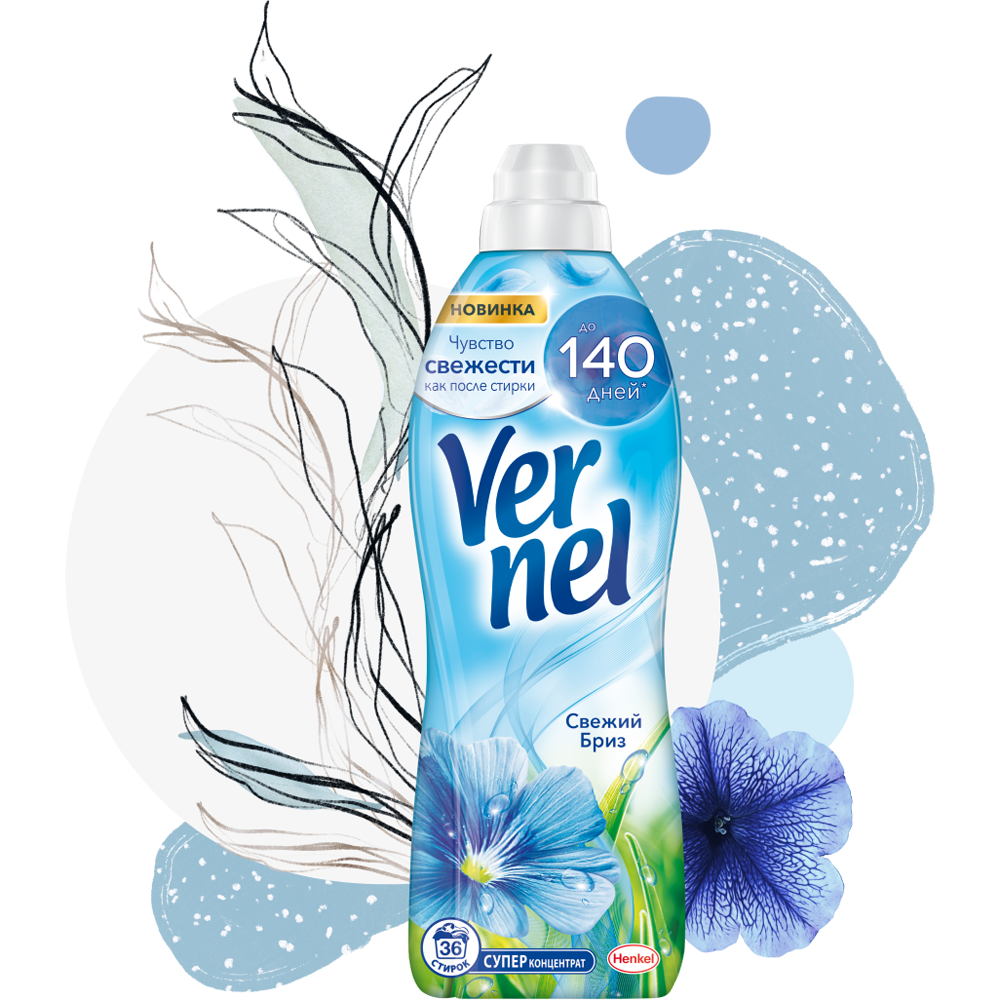 НОВИНКА
Чувство
свежести
как после стирки
до
140
дней*
Ver
nel
Свежий
Бриз
36
СТИРОК
СУПЕР КОНЦЕНТРАТ
Henkel